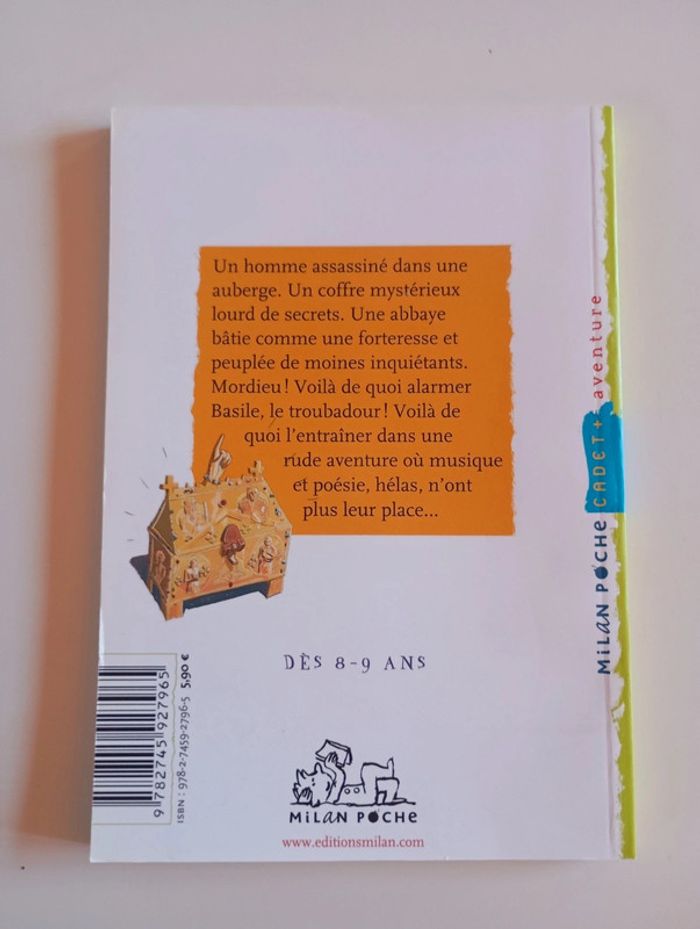 Un homme assassiné dans une
auberge. Un coffre mystérieux
lourd de secrets. Une abbaye
bâtie comme une forteresse et
peuplée de moines inquiétants.
Mordieu ! Voilà de quoi alarmer
Basile, le troubadour ! Voilà de
quoi l'entraîner dans une
rude aventure où musique
et poésie, hélas, n'ont
plus leur place...
DÈS 8-9 ANS
MiLAN POCHE
www.editionsmilan.com
9 782745 927965
ISBN : 978-2-7459-2796-5 5,90 €
MiLAN POCHE CADET+ aventure